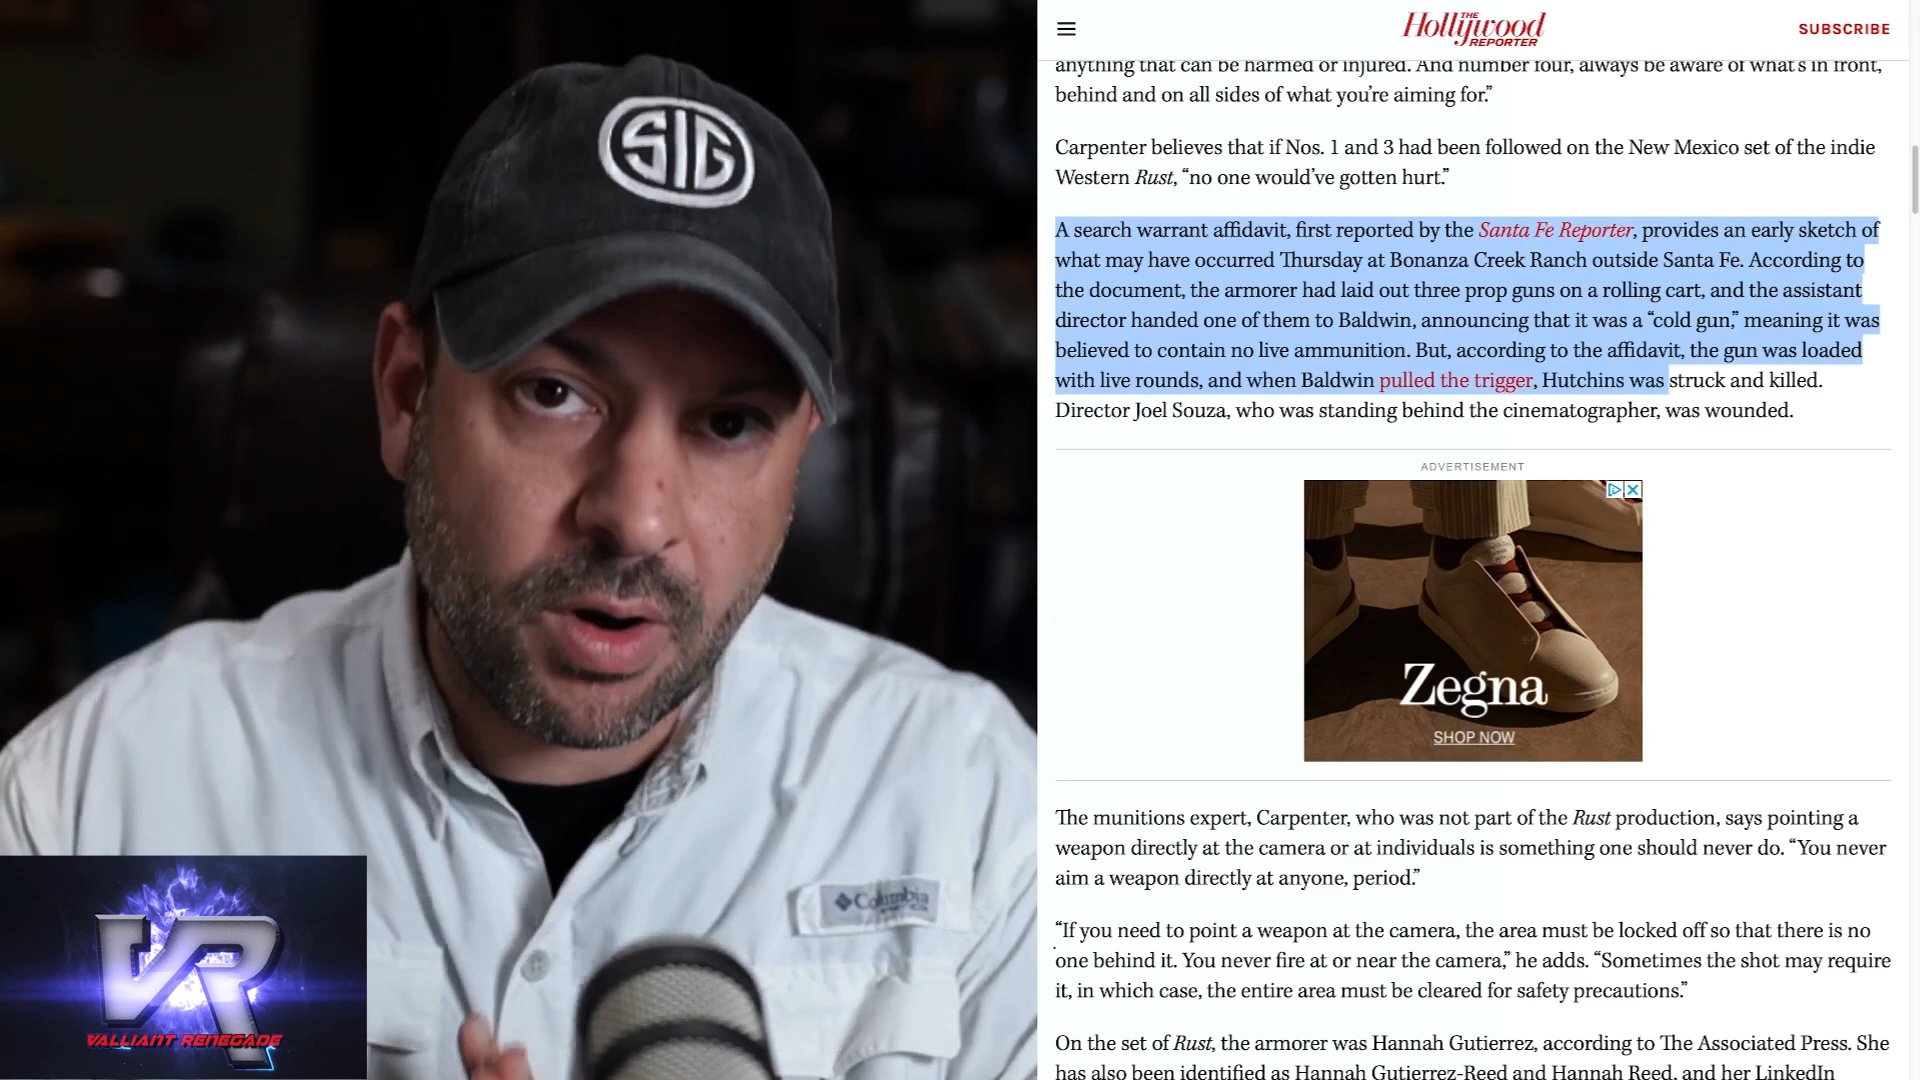 SIG
Columbia
VR
VALLIANT RENEGADE
THE
Hollywood
REPORTER
SUBSCRIBE
anything that can be harmed or injured. And number four, always be aware of what's in front,
behind and on all sides of what you're aiming for.”
Carpenter believes that if Nos. 1 and 3 had been followed on the New Mexico set of the indie
Western Rust, “no one would've gotten hurt.”
A search warrant affidavit, first reported by the Santa Fe Reporter, provides an early sketch of
what may have occurred Thursday at Bonanza Creek Ranch outside Santa Fe. According to
the document, the armorer had laid out three prop guns on a rolling cart, and the assistant
director handed one of them to Baldwin, announcing that it was a “cold gun,” meaning it was
believed to contain no live ammunition. But, according to the affidavit, the gun was loaded
with live rounds, and when Baldwin pulled the trigger, Hutchins was struck and killed.
Director Joel Souza, who was standing behind the cinematographer, was wounded.
ADVERTISEMENT
Zegna
SHOP NOW
The munitions expert, Carpenter, who was not part of the Rust production, says pointing a
weapon directly at the camera or at individuals is something one should never do. “You never
aim a weapon directly at anyone, period.”
“If you need to point a weapon at the camera, the area must be locked off so that there is no
one behind it. You never fire at or near the camera,” he adds. “Sometimes the shot may require
it, in which case, the entire area must be cleared for safety precautions.”
On the set of Rust, the armorer was Hannah Gutierrez, according to The Associated Press. She
has also been identified as Hannah Gutierrez-Reed and Hannah Reed, and her LinkedIn